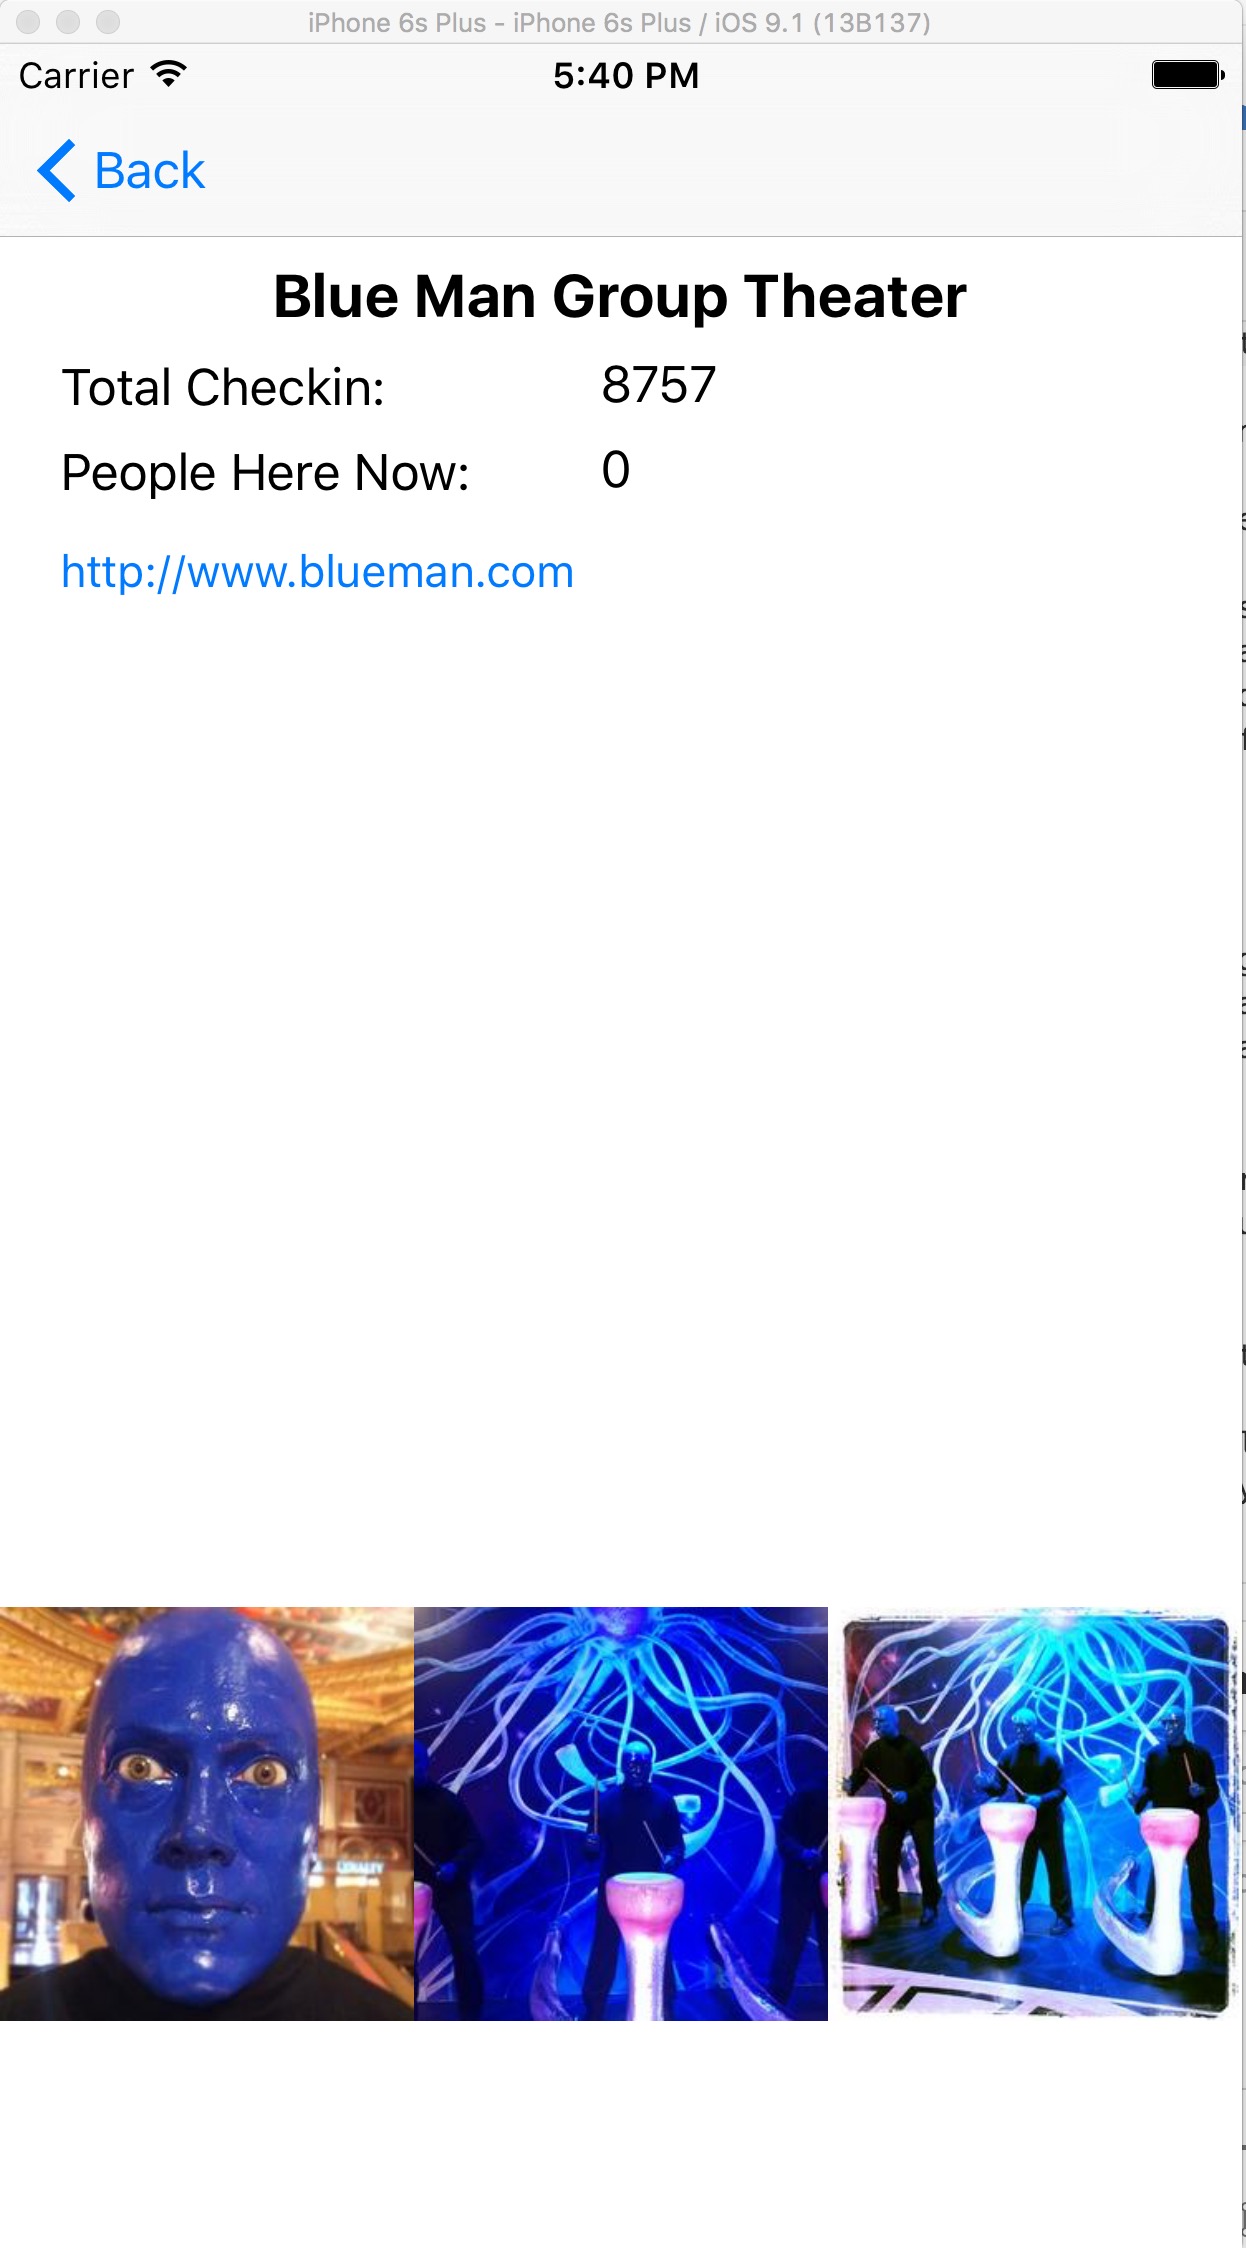 iPhone 6s Plus - iPhone 6s Plus / iOS 9.1 (13B137)
Carrier 5:40 PM
Back
Blue Man Group Theater
Total Checkin: 8757
People Here Now: 0
http://www.blueman.com